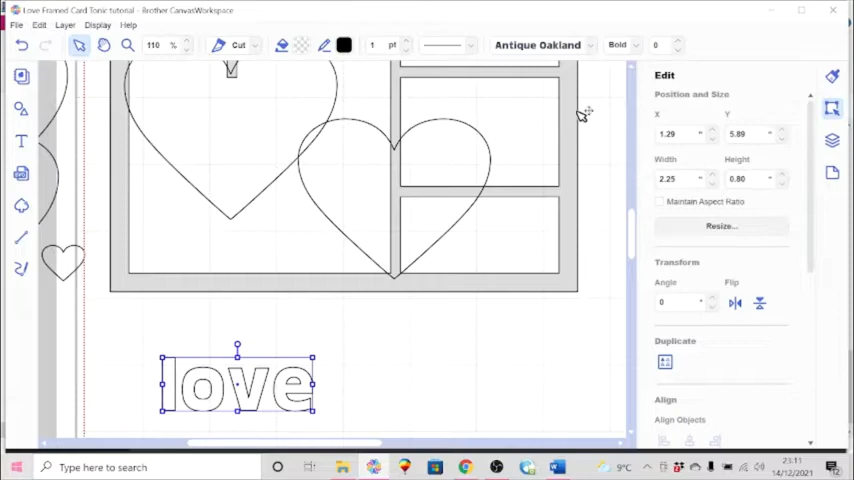 Love Framed Card Tonic tutorial - Brother CanvasWorkspace
File Edit Layer Display Help
110 % Cut 1 pt Antique Oakland Bold 0
Edit
Position and Size
X Y
1.29 " 5.89 "
Width Height
2.25 " 0.80 "
Maintain Aspect Ratio
Resize...
Transform
Angle Flip
0 °
Duplicate
Align
Align Objects
love
Type here to search
9°C
23:11
14/12/2021